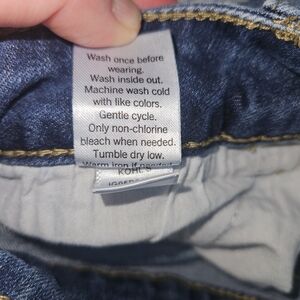 Wash once before
wearing.
Wash inside out.
Machine wash cold
with like colors.
Gentle cycle.
Only non-chlorine
bleach when needed.
Tumble dry low.
Warm iron if needed
KOHL'S